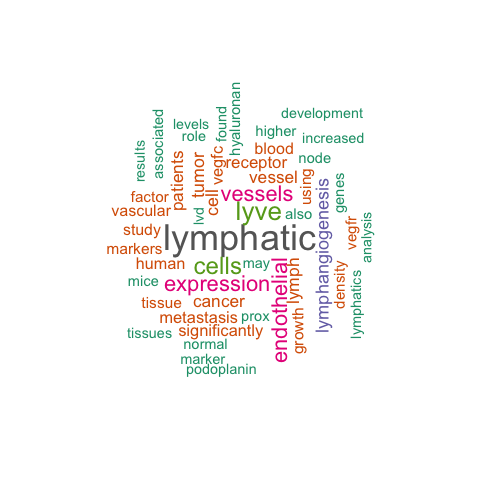 development
hyaluronan
associated
levels
found
higher
increased
role
results
blood
node
patients
tumor
vegfc
receptor
cell
vessel
using
genes
factor
vessels
vascular
lvd
lyve
also
study
lymphatic
lymphangiogenesis
vegfr
analysis
markers
human
cells
may
endothelial
lymph
density
lymphatics
mice
expression
tissue
cancer
growth
metastasis
prox
tissues
significantly
normal
marker
podoplanin